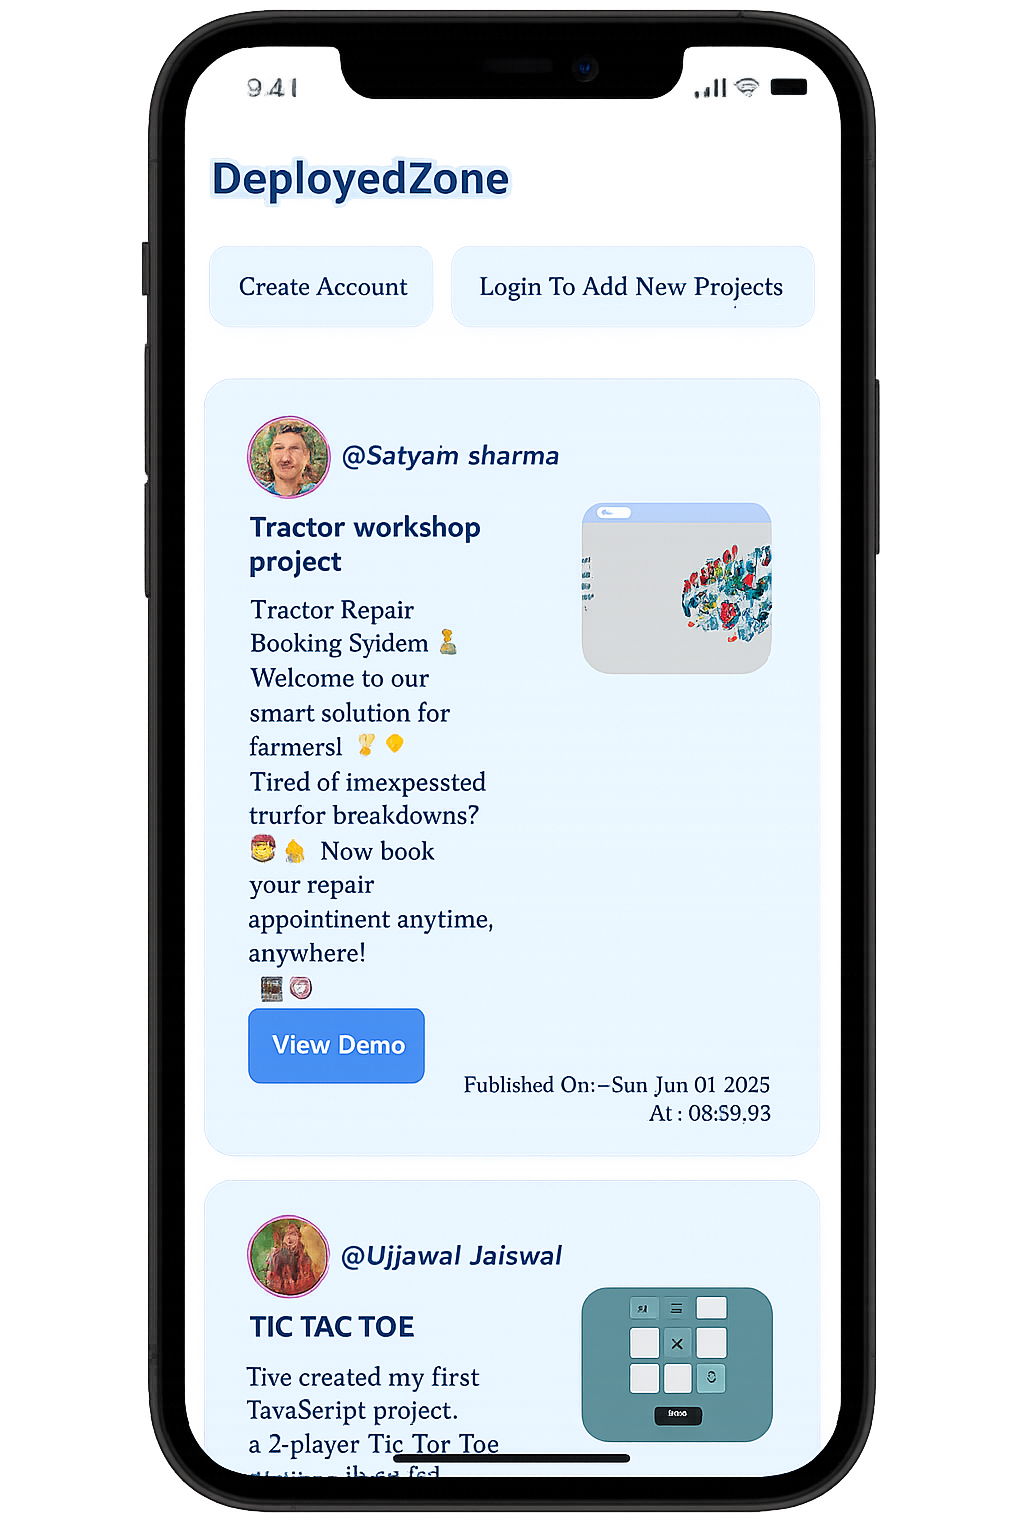 9:41
DeployedZone
Create Account
Login To Add New Projects
@Satyam sharma
Tractor workshop
project
Tractor Repair
Booking Syidem
Welcome to our
smart solution for
farmersl
Tired of imexpessted
trurfor breakdowns?
Now book
your repair
appointinent anytime,
anywhere!
View Demo
Fublished On:–Sun Jun 01 2025
At : 08:59,93
@Ujjawal Jaiswal
TIC TAC TOE
Tive created my first
TavaSeript project.
a 2-player Tic Tor Toe